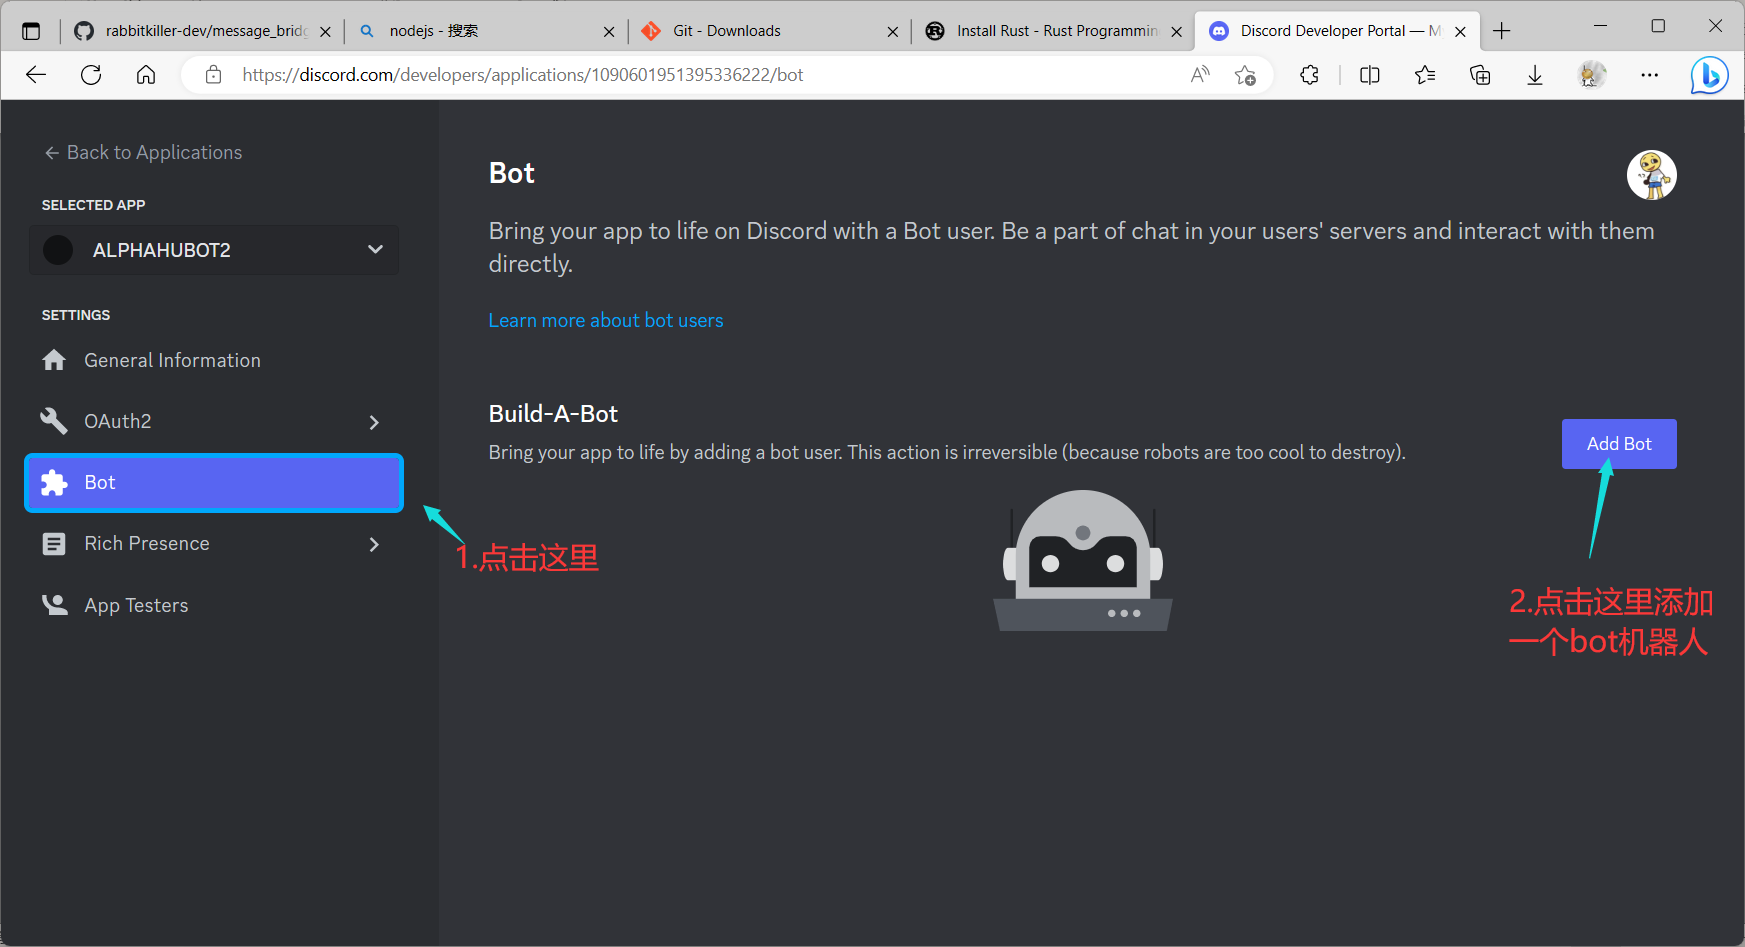 rabbitkiller-dev/message_bridg
nodejs - 搜索
Git - Downloads
Install Rust - Rust Programmin
Discord Developer Portal — My
https://discord.com/developers/applications/1090601951395336222/bot
Back to Applications
SELECTED APP
ALPHAHUBOT2
SETTINGS
General Information
OAuth2
Bot
Rich Presence
App Testers
Bot
Bring your app to life on Discord with a Bot user. Be a part of chat in your users' servers and interact with them
directly.
Learn more about bot users
Build-A-Bot
Bring your app to life by adding a bot user. This action is irreversible (because robots are too cool to destroy).
Add Bot
1.点击这里
2.点击这里添加
一个bot机器人